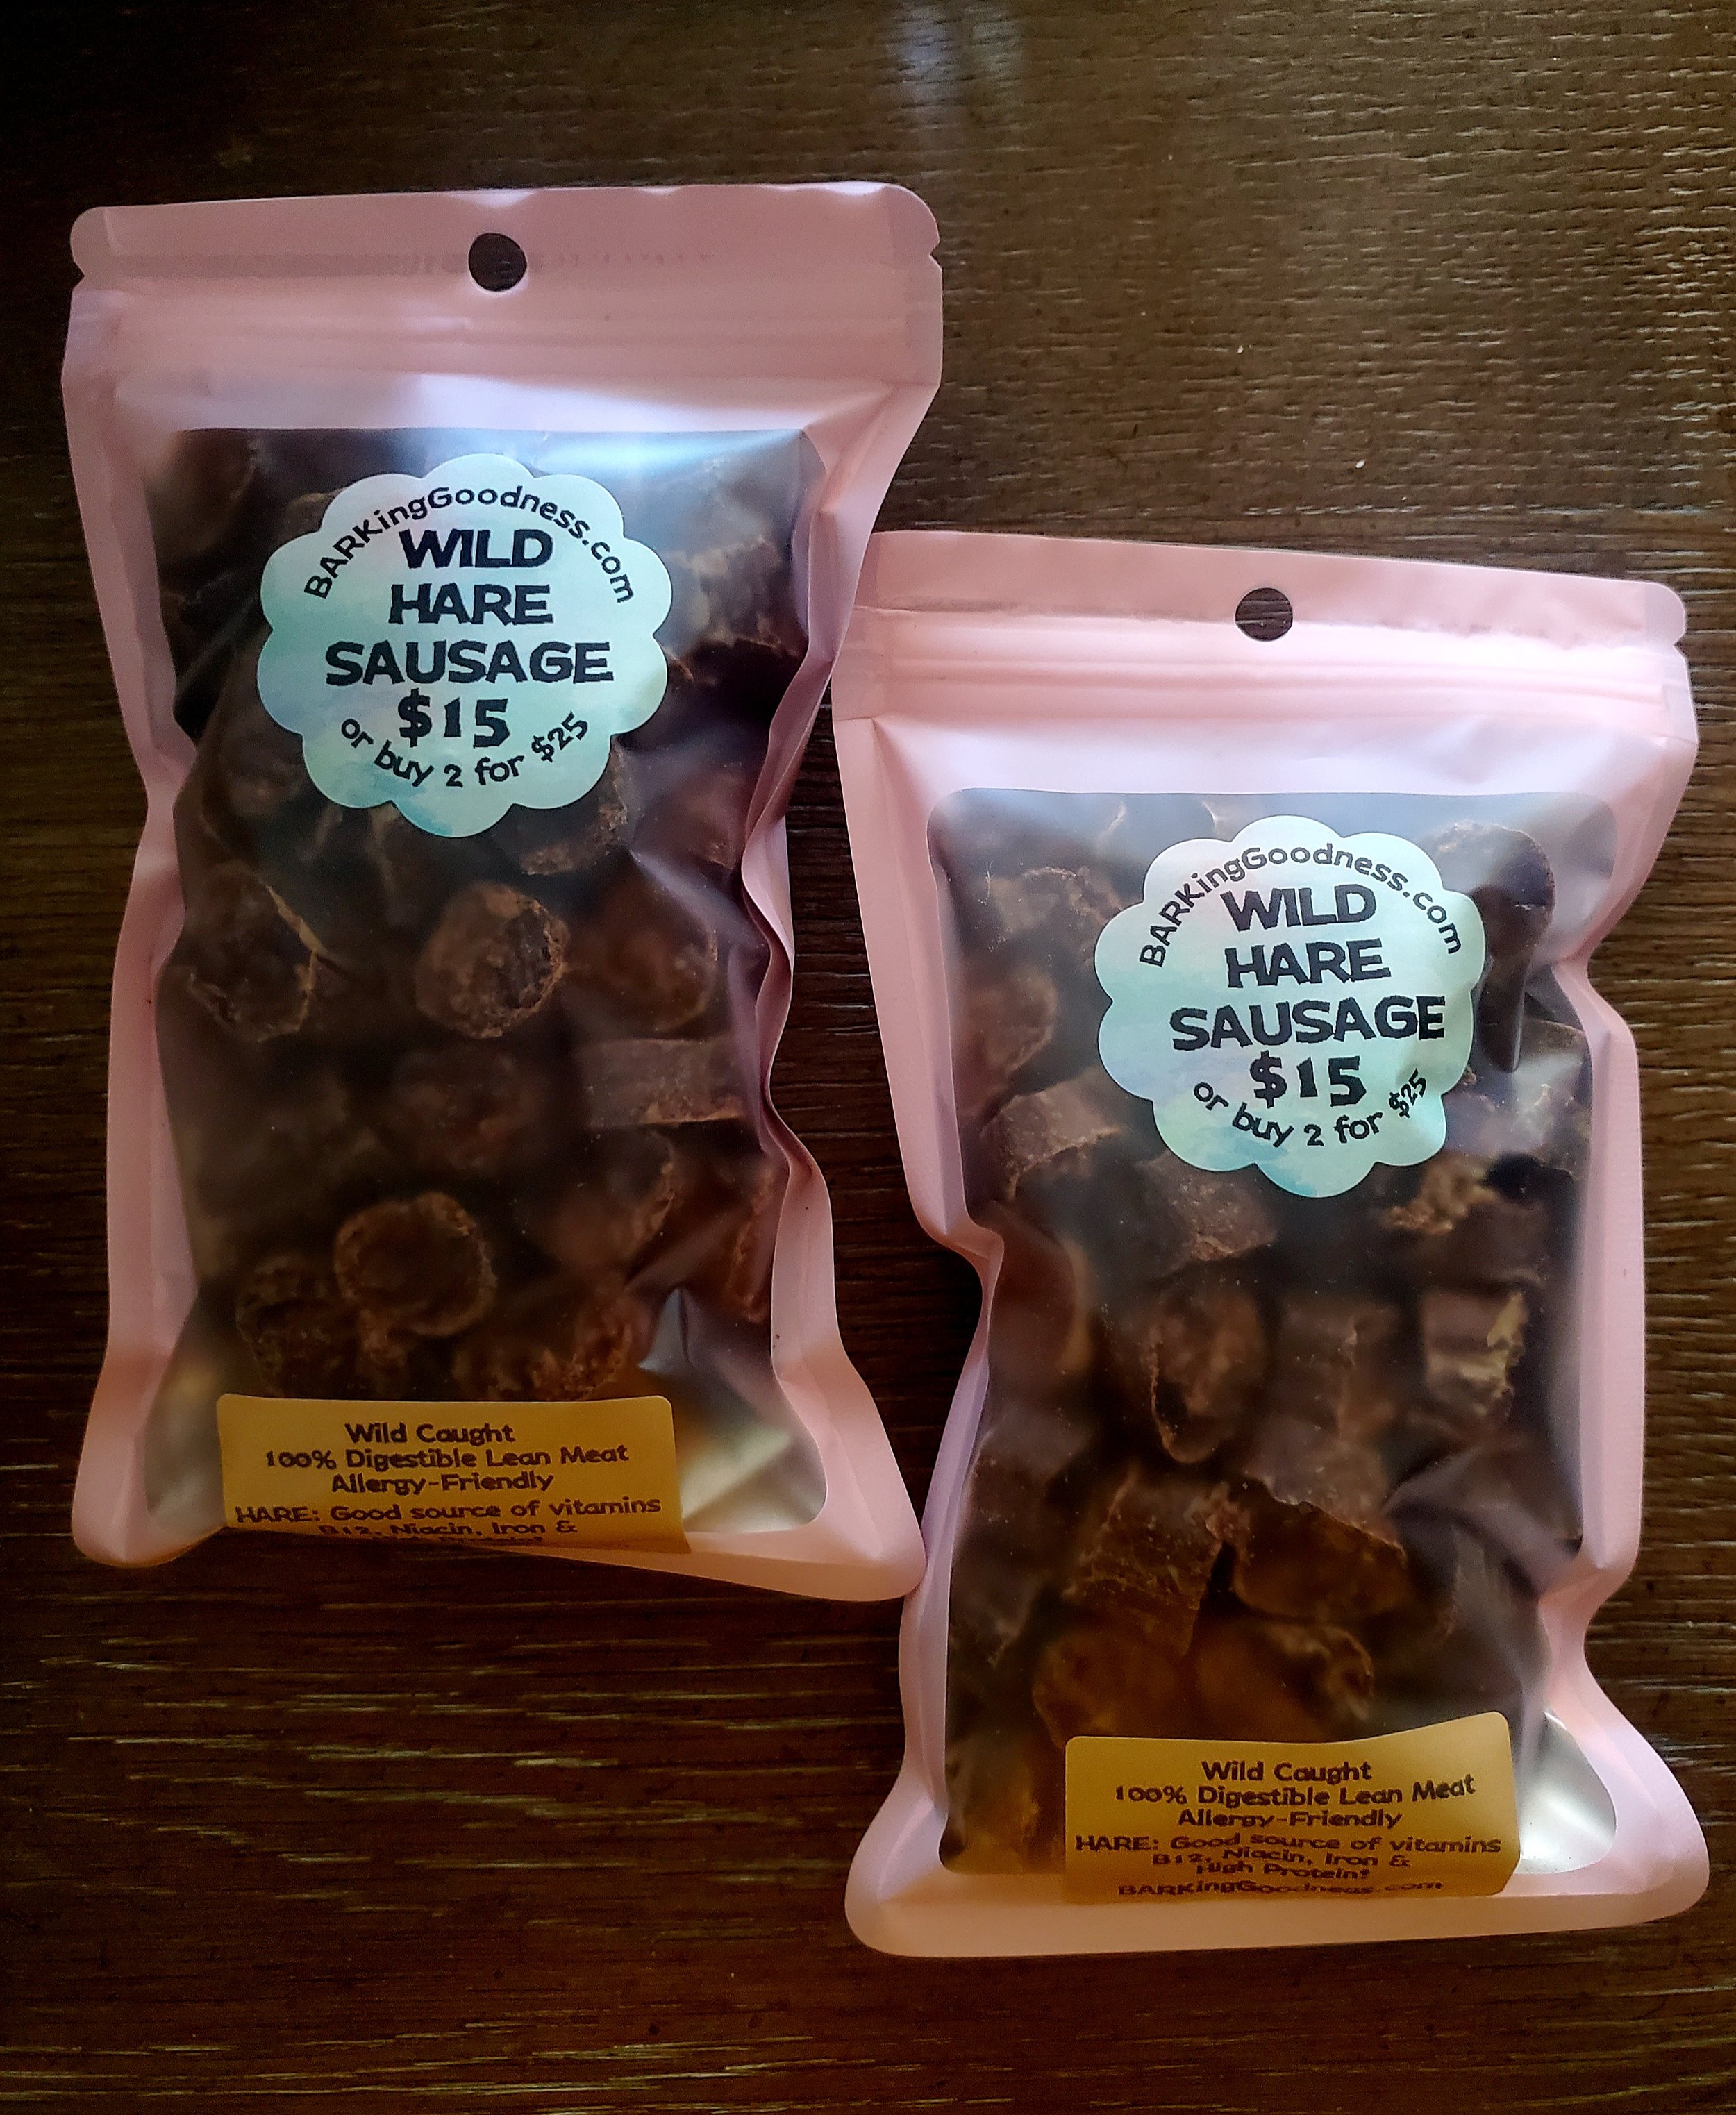 BARKingGoodness.com
WILD
HARE
SAUSAGE
$15
or buy 2 for $25
Wild Caught
100% Digestible Lean Meat
Allergy-Friendly
HARE: Good source of vitamins
B12, Niacin, Iron &
BARKingGoodness.com
WILD
HARE
SAUSAGE
$15
or buy 2 for $25
Wild Caught
100% Digestible Lean Meat
Allergy-Friendly
HARE: Good source of vitamins
B12, Niacin, Iron &
High Protein!
BARKingGoodness.com